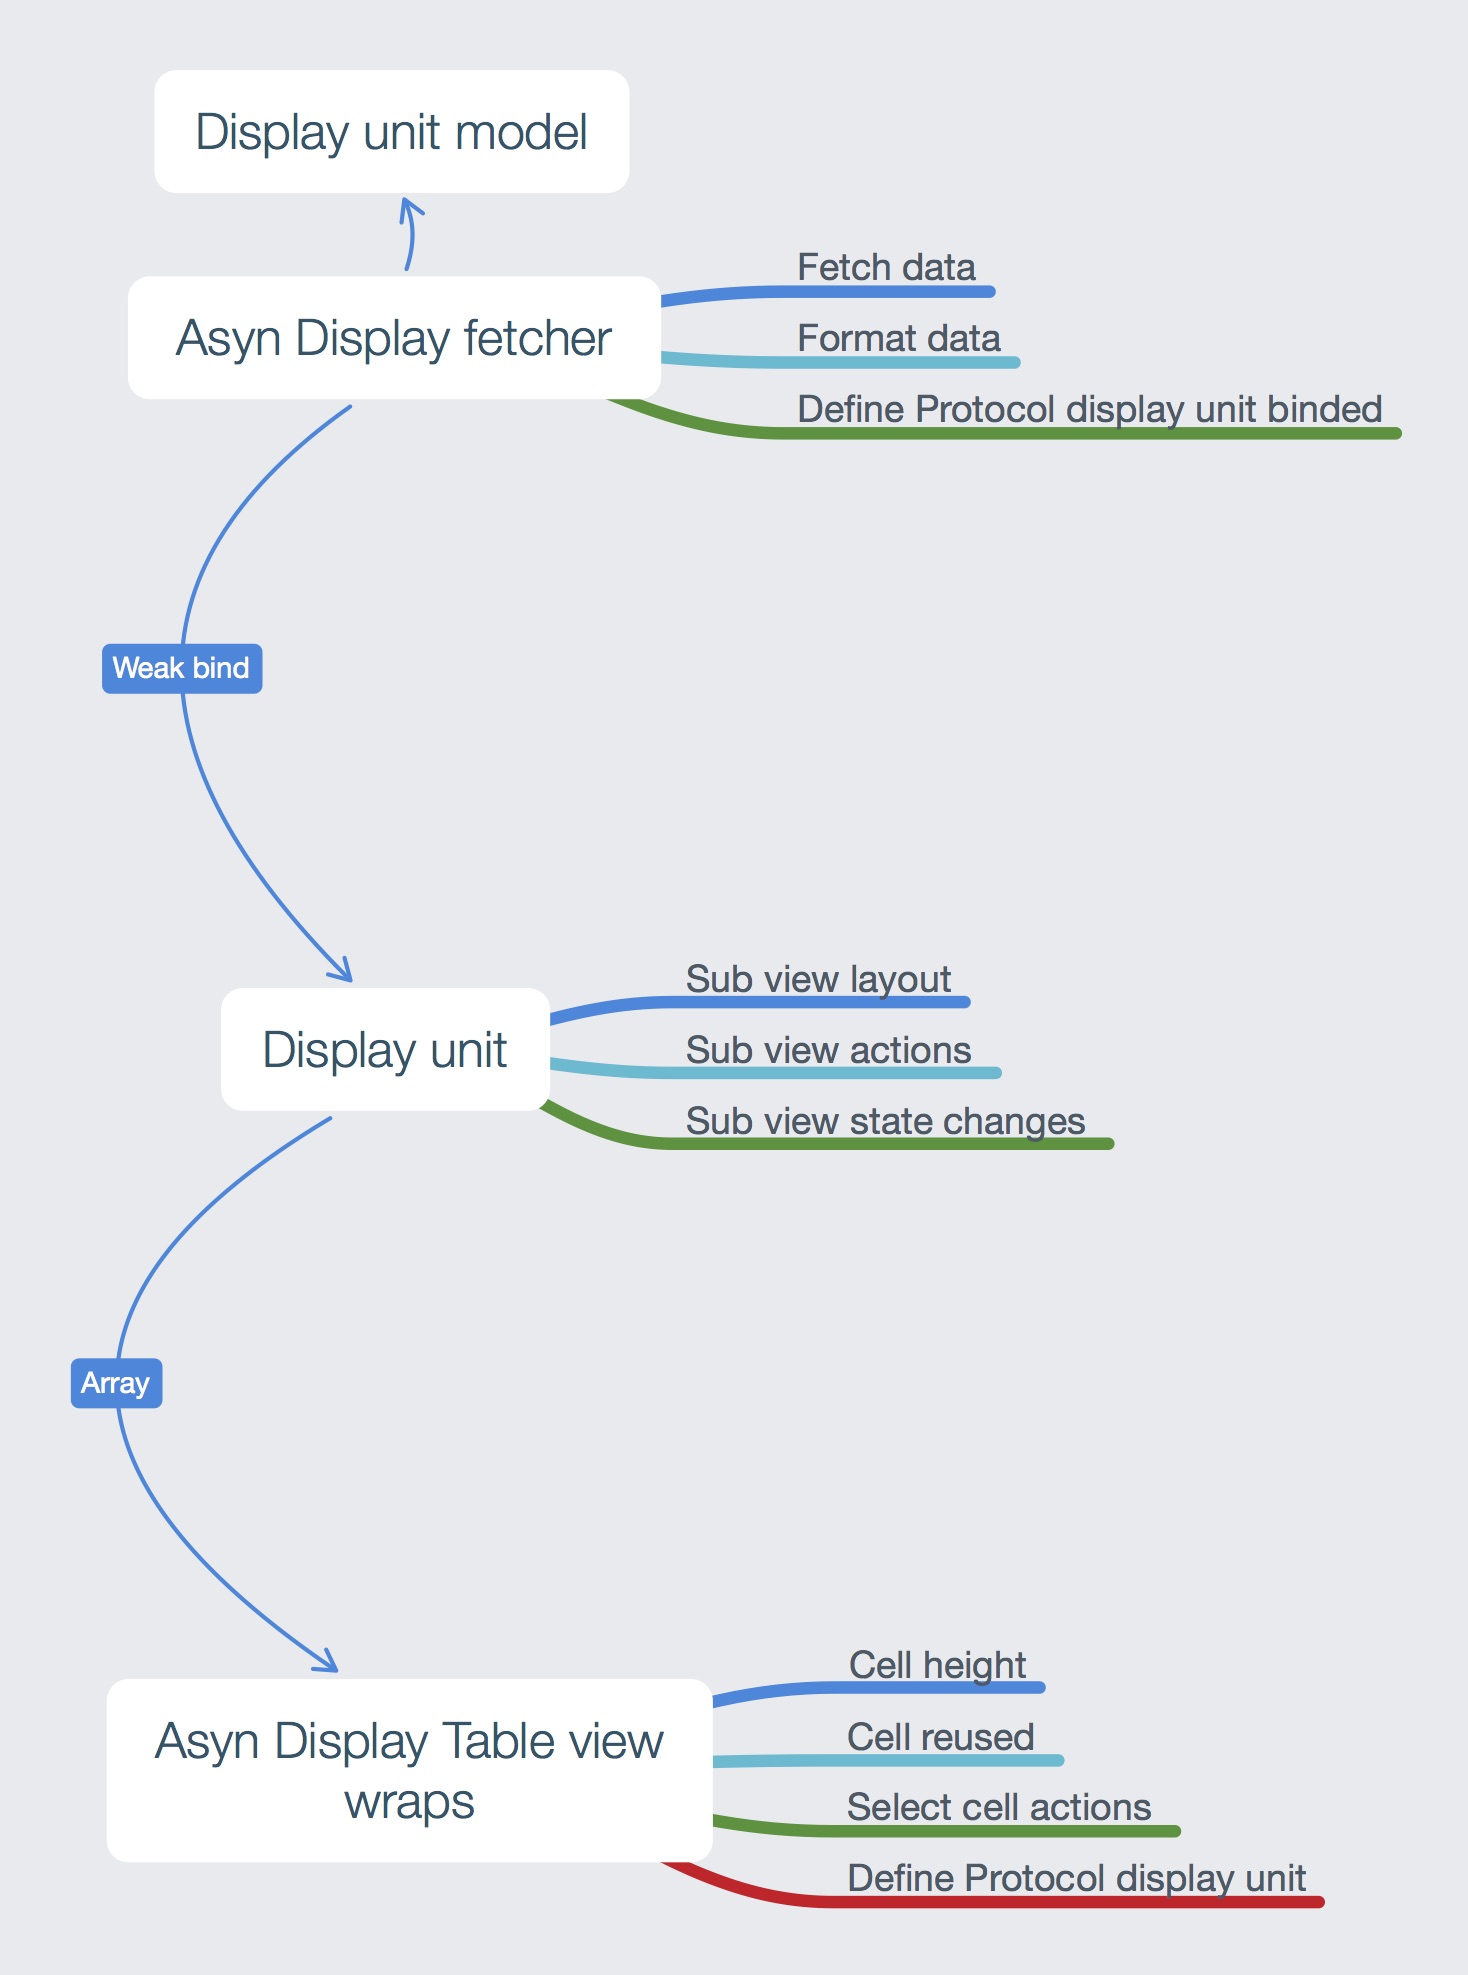 Display unit model
Asyn Display fetcher
Fetch data
Format data
Define Protocol display unit binded
Weak bind
Display unit
Sub view layout
Sub view actions
Sub view state changes
Array
Asyn Display Table view
wraps
Cell height
Cell reused
Select cell actions
Define Protocol display unit